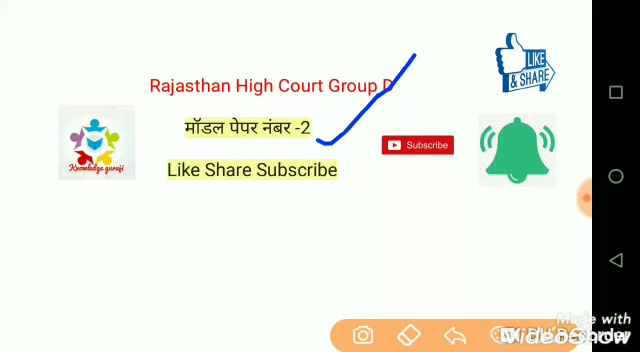 LIKE
& SHARE
Rajasthan High Court Group D
मॉडल पेपर नंबर -2
Subscribe
Knowledge guruji
Like Share Subscribe
Made with
VideoShow